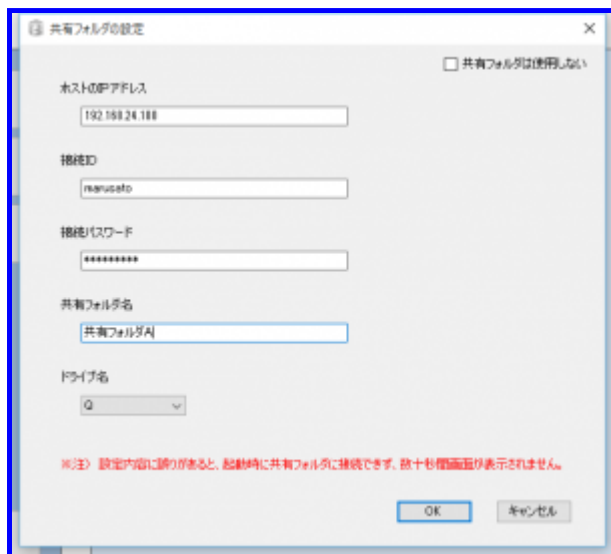 共有フォルダの設定
共有フォルダは使用しない
ホストのIPアドレス
192.168.24.188
接続ID
marusato
接続パスワード
*********
共有フォルダ名
共有フォルダA
ドライブ名
Q
※注） 設定内容に誤りがあると、起動時に共有フォルダに接続できず、数十秒間画面が表示されません。
OK
キャンセル